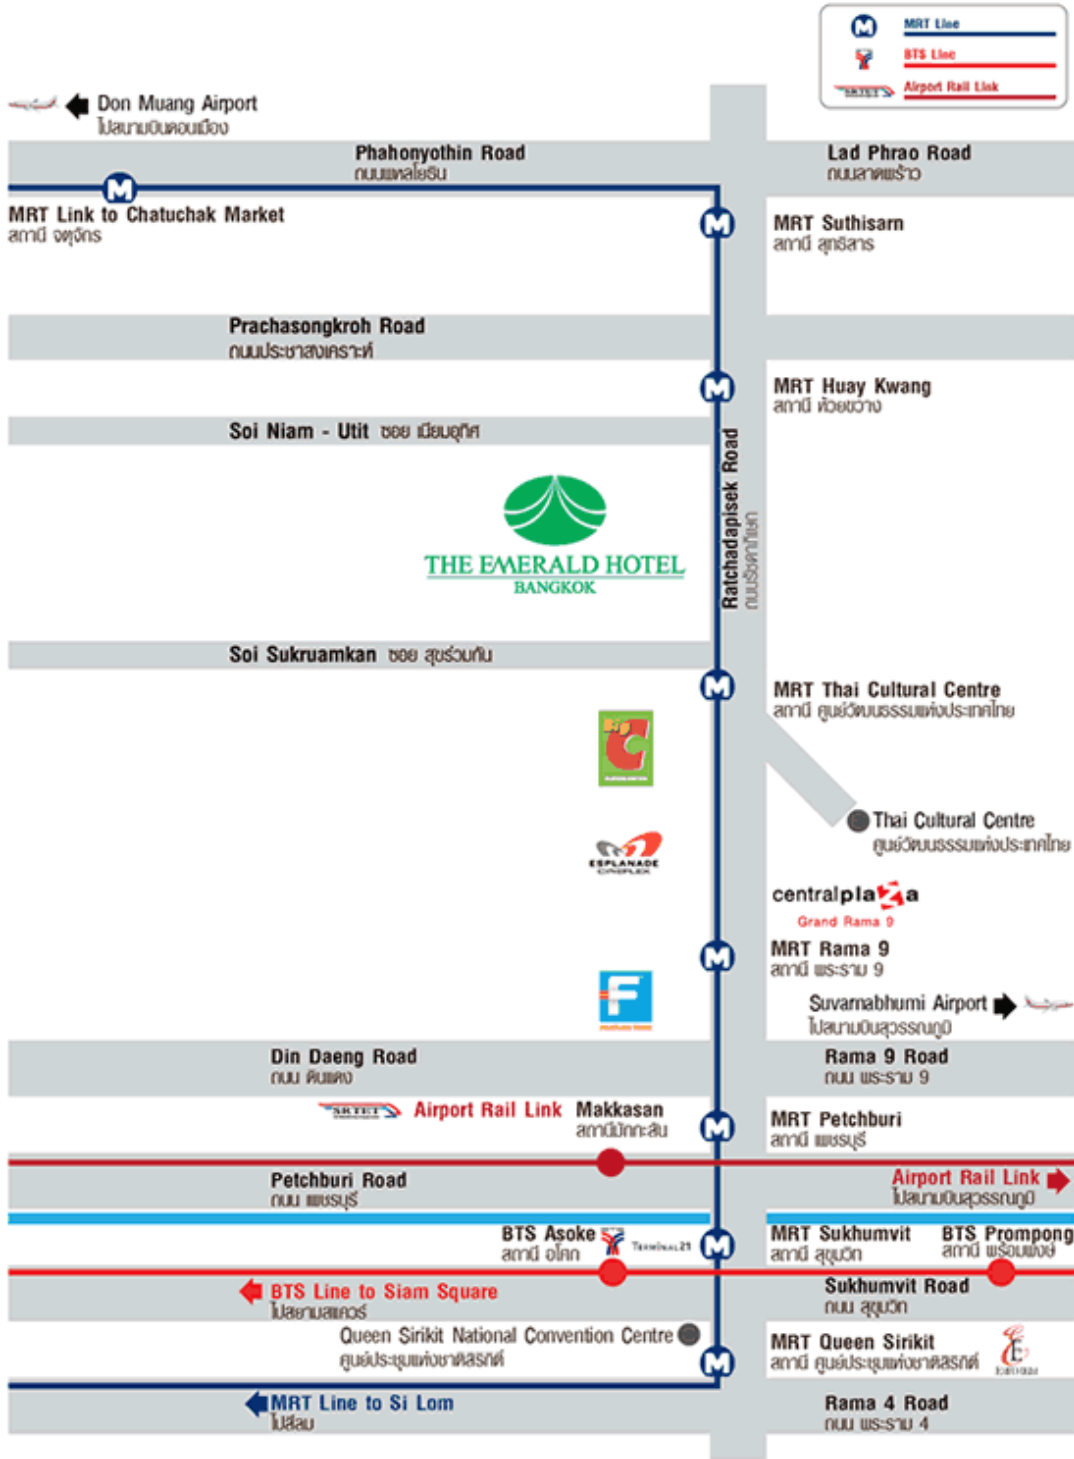 MRT Line
BTS Line
SRTET Airport Rail Link
Don Muang Airport
ไปสนามบินดอนเมือง
Phahonyothin Road
ถนนพหลโยธิน
Lad Phrao Road
ถนนลาดพร้าว
MRT Link to Chatuchak Market
สถานี จตุจักร
MRT Suthisarn
สถานี สุทธิสาร
Prachasongkroh Road
ถนนประชาสงเคราะห์
MRT Huay Kwang
สถานี ห้วยขวาง
Soi Niam - Utit ซอย เนียมอุทิศ
Ratchadapisek Road
ถนนรัชดาภิเษก
THE EMERALD HOTEL
BANGKOK
Soi Sukruamkan ซอย สุขร่วมกัน
MRT Thai Cultural Centre
สถานี ศูนย์วัฒนธรรมแห่งประเทศไทย
Big C
Thai Cultural Centre
ศูนย์วัฒนธรรมแห่งประเทศไทย
ESPLANADE
CINEPLEX
centralplaza
Grand Rama 9
MRT Rama 9
สถานี พระราม 9
F
Suvarnabhumi Airport
ไปสนามบินสุวรรณภูมิ
Din Daeng Road
ถนน ดินแดง
Rama 9 Road
ถนน พระราม 9
SRTET Airport Rail Link Makkasan
สถานีมักกะสัน
MRT Petchburi
สถานี เพชรบุรี
Petchburi Road
ถนน เพชรบุรี
Airport Rail Link
ไปสนามบินสุวรรณภูมิ
BTS Asoke
สถานี อโศก
TERMINAL21
MRT Sukhumvit
สถานี สุขุมวิท
BTS Prompong
สถานี พร้อมพงษ์
BTS Line to Siam Square
ไปสยามสแควร์
Sukhumvit Road
ถนน สุขุมวิท
Queen Sirikit National Convention Centre
ศูนย์ประชุมแห่งชาติสิริกิติ์
MRT Queen Sirikit
สถานี ศูนย์ประชุมแห่งชาติสิริกิติ์
MRT Line to Si Lom
ไปสีลม
Rama 4 Road
ถนน พระราม 4